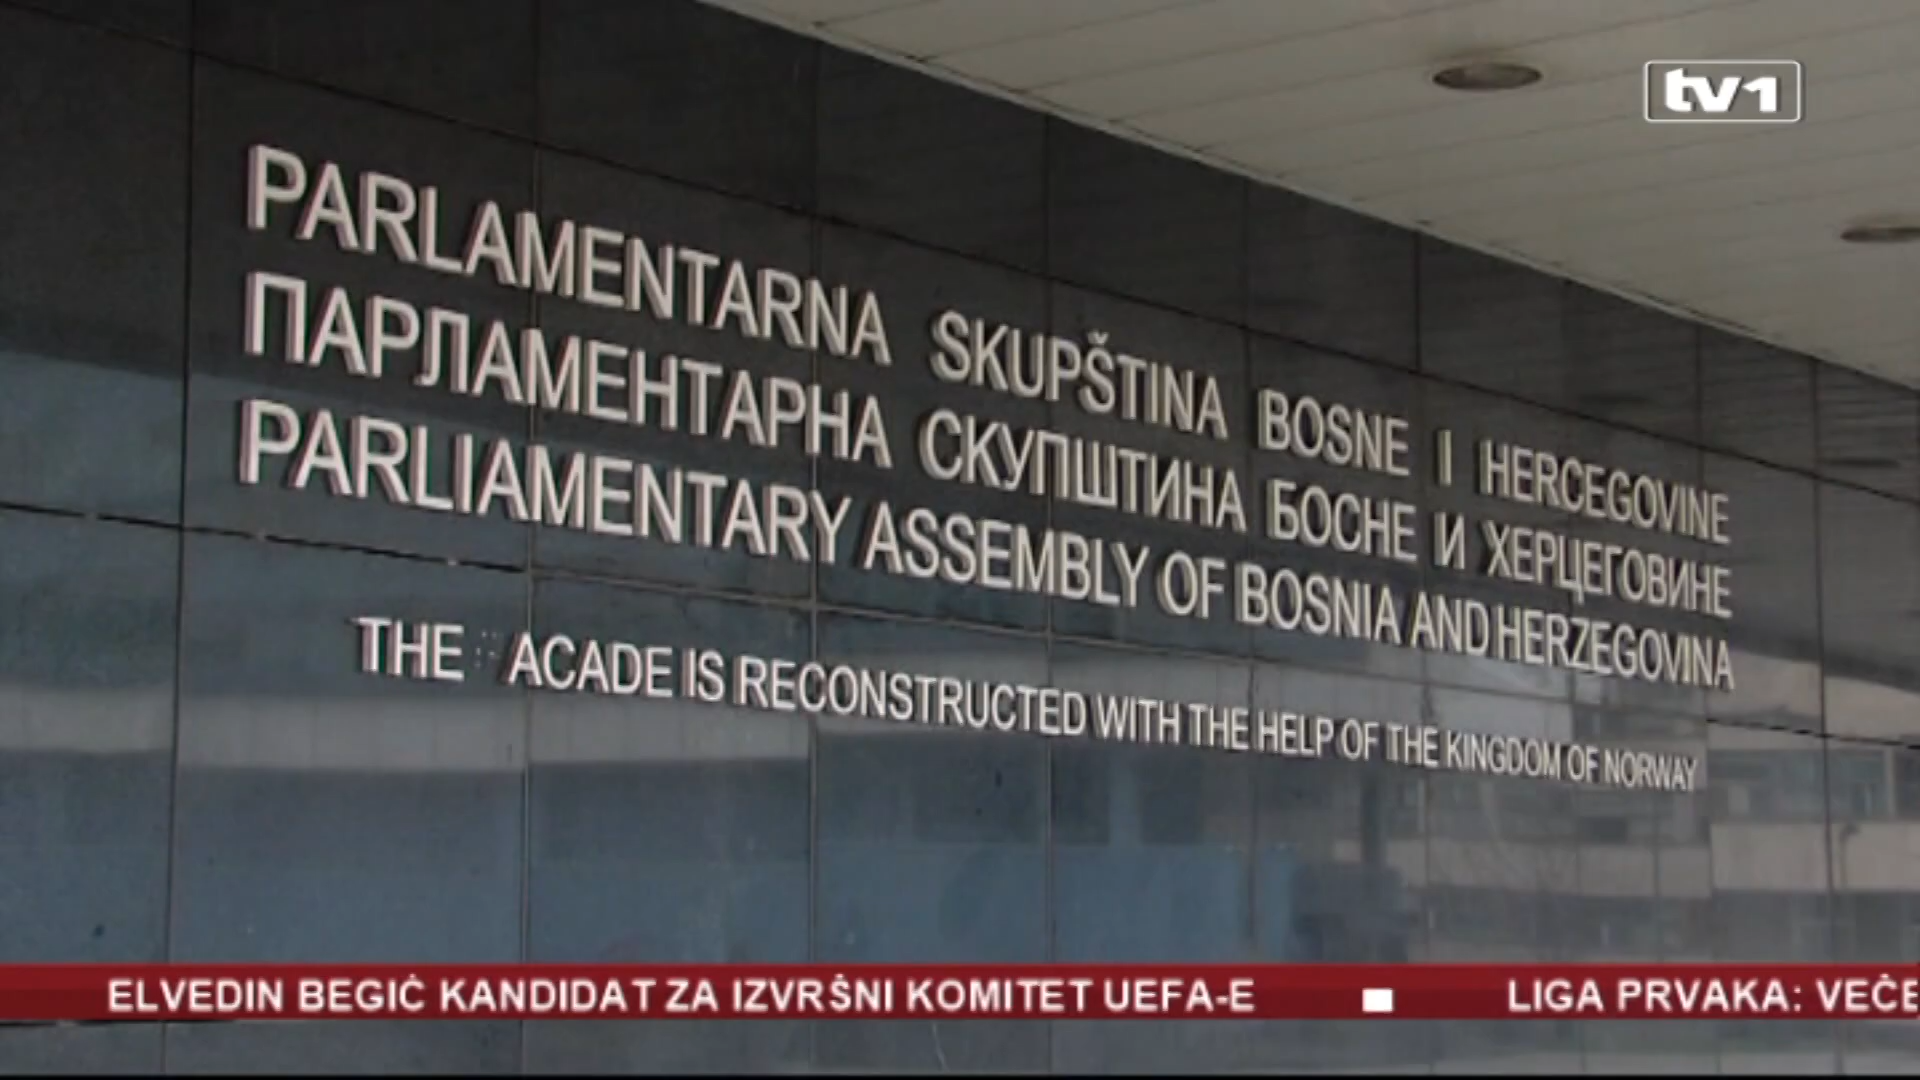 tv1
PARLAMENTARNA SKUPŠTINA BOSNE I HERCEGOVINE
ПАРЛАМЕНТАРНА СКУПШТИНА БОСНЕ И ХЕРЦЕГОВИНЕ
PARLIAMENTARY ASSEMBLY OF BOSNIA AND HERZEGOVINA
THE ACADE IS RECONSTRUCTED WITH THE HELP OF THE KINGDOM OF NORWAY
ELVEDIN BEGIĆ KANDIDAT ZA IZVRŠNI KOMITET UEFA-E ■ LIGA PRVAKA: VEČE